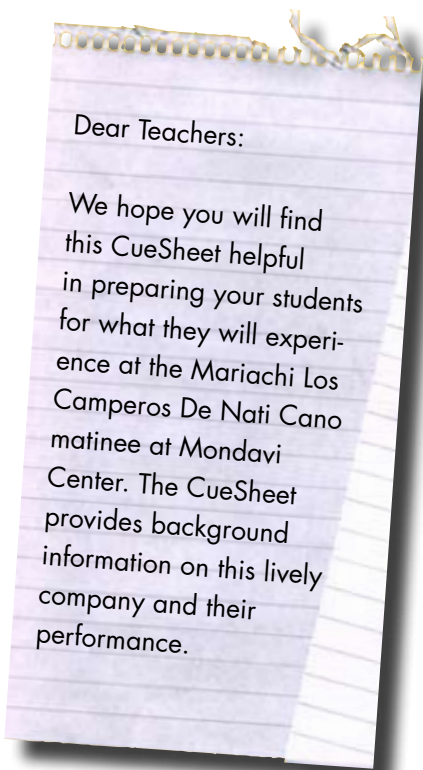 Dear Teachers:
We hope you will find
this CueSheet helpful
in preparing your students
for what they will experi-
ence at the Mariachi Los
Camperos De Nati Cano
matinee at Mondavi
Center. The CueSheet
provides background
information on this lively
company and their
performance.